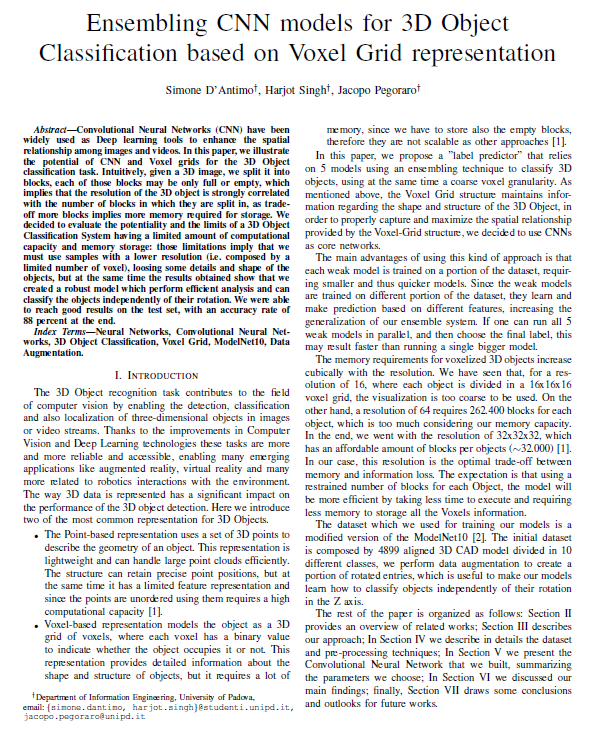 Ensembling CNN models for 3D Object
Classification based on Voxel Grid representation
Simone D'Antimo†, Harjot Singh†, Jacopo Pegoraro†
Abstract—Convolutional Neural Networks (CNN) have been
widely used as Deep learning tools to enhance the spatial
relationship among images and videos. In this paper, we illustrate
the potential of CNN and Voxel grids for the 3D Object
classification task. Intuitively, given a 3D image, we split it into
blocks, each of those blocks may be only full or empty, which
implies that the resolution of the 3D object is strongly correlated
with the number of blocks in which they are split in, as trade-
off more blocks implies more memory required for storage. We
decided to evaluate the potentiality and the limits of a 3D Object
Classification System having a limited amount of computational
capacity and memory storage: those limitations imply that we
must use samples with a lower resolution (i.e. composed by a
limited number of voxel), loosing some details and shape of the
objects, but at the same time the results obtained show that we
created a robust model which perform efficient analysis and can
classify the objects independently of their rotation. We were able
to reach good results on the test set, with an accuracy rate of
88 percent at the end.
Index Terms—Neural Networks, Convolutional Neural Net-
works, 3D Object Classification, Voxel Grid, ModelNet10, Data
Augmentation.
I. INTRODUCTION
The 3D Object recognition task contributes to the field
of computer vision by enabling the detection, classification
and also localization of three-dimensional objects in images
or video streams. Thanks to the improvements in Computer
Vision and Deep Learning technologies these tasks are more
and more reliable and accessible, enabling many emerging
applications like augmented reality, virtual reality and many
more related to robotics interactions with the environment.
The way 3D data is represented has a significant impact on
the performance of the 3D object detection. Here we introduce
two of the most common representation for 3D Objects.
• The Point-based representation uses a set of 3D points to
describe the geometry of an object. This representation is
lightweight and can handle large point clouds efficiently.
The structure can retain precise point positions, but at
the same time it has a limited feature representation and
since the points are unordered using them requires a high
computational capacity [1].
• Voxel-based representation models the object as a 3D
grid of voxels, where each voxel has a binary value
to indicate whether the object occupies it or not. This
representation provides detailed information about the
shape and structure of objects, but it requires a lot of
†Department of Information Engineering, University of Padova,
email: {simone.dantimo, harjot.singh}@studenti.unipd.it,
jacopo.pegoraro@unipd.it
memory, since we have to store also the empty blocks,
therefore they are not scalable as other approaches [1].
In this paper, we propose a "label predictor" that relies
on 5 models using an ensembling technique to classify 3D
objects, using at the same time a coarse voxel granularity. As
mentioned above, the Voxel-Grid structure maintains infor-
mation regarding the shape and structure of the 3D Object, in
order to properly capture and maximize the spatial relationship
provided by the Voxel-Grid structure, we decided to use CNNs
as core networks.
The main advantages of using this kind of approach is that
each weak model is trained on a portion of the dataset, requir-
ing smaller and thus quicker models. Since the weak models
are trained on different portion of the dataset, they learn and
make prediction based on different features, increasing the
generalization of our ensemble system. If one can run all 5
weak models in parallel, and then choose the final label, this
may result faster than running a single bigger model.
The memory requirements for voxelized 3D objects increase
cubically with the resolution. We have seen that, for a res-
olution of 16, where each object is divided in a 16x16x16
voxel grid, the visualization is too coarse to be used. On the
other hand, a resolution of 64 requires 262.400 blocks for each
object, which is too much considering our memory capacity.
In the end, we went with the resolution of 32x32x32, which
has an affordable amount of blocks per objects (∼32.000) [1].
In our case, this resolution is the optimal trade-off between
memory and information loss. The expectation is that using a
restrained number of blocks for each Object, the model will
be more efficient by taking less time to execute and requiring
less memory to storage all the Voxels information.
The dataset which we used for training our models is a
modified version of the ModelNet10 [2]. The initial dataset
is composed by 4899 aligned 3D CAD model divided in 10
different classes, we perform data augmentation to create a
portion of rotated entries, which is useful to make our models
learn how to classify objects independently of their rotation
in the Z axis.
The rest of the paper is organized as follows: Section II
provides an overview of related works; Section III describes
our approach; In Section IV we describe in details the dataset
and pre-processing techniques; In Section V we present the
Convolutional Neural Network that we built, summarizing
the parameters we choose; In Section VI we discussed our
main findings; finally, Section VII draws some conclusions
and outlooks for future works.